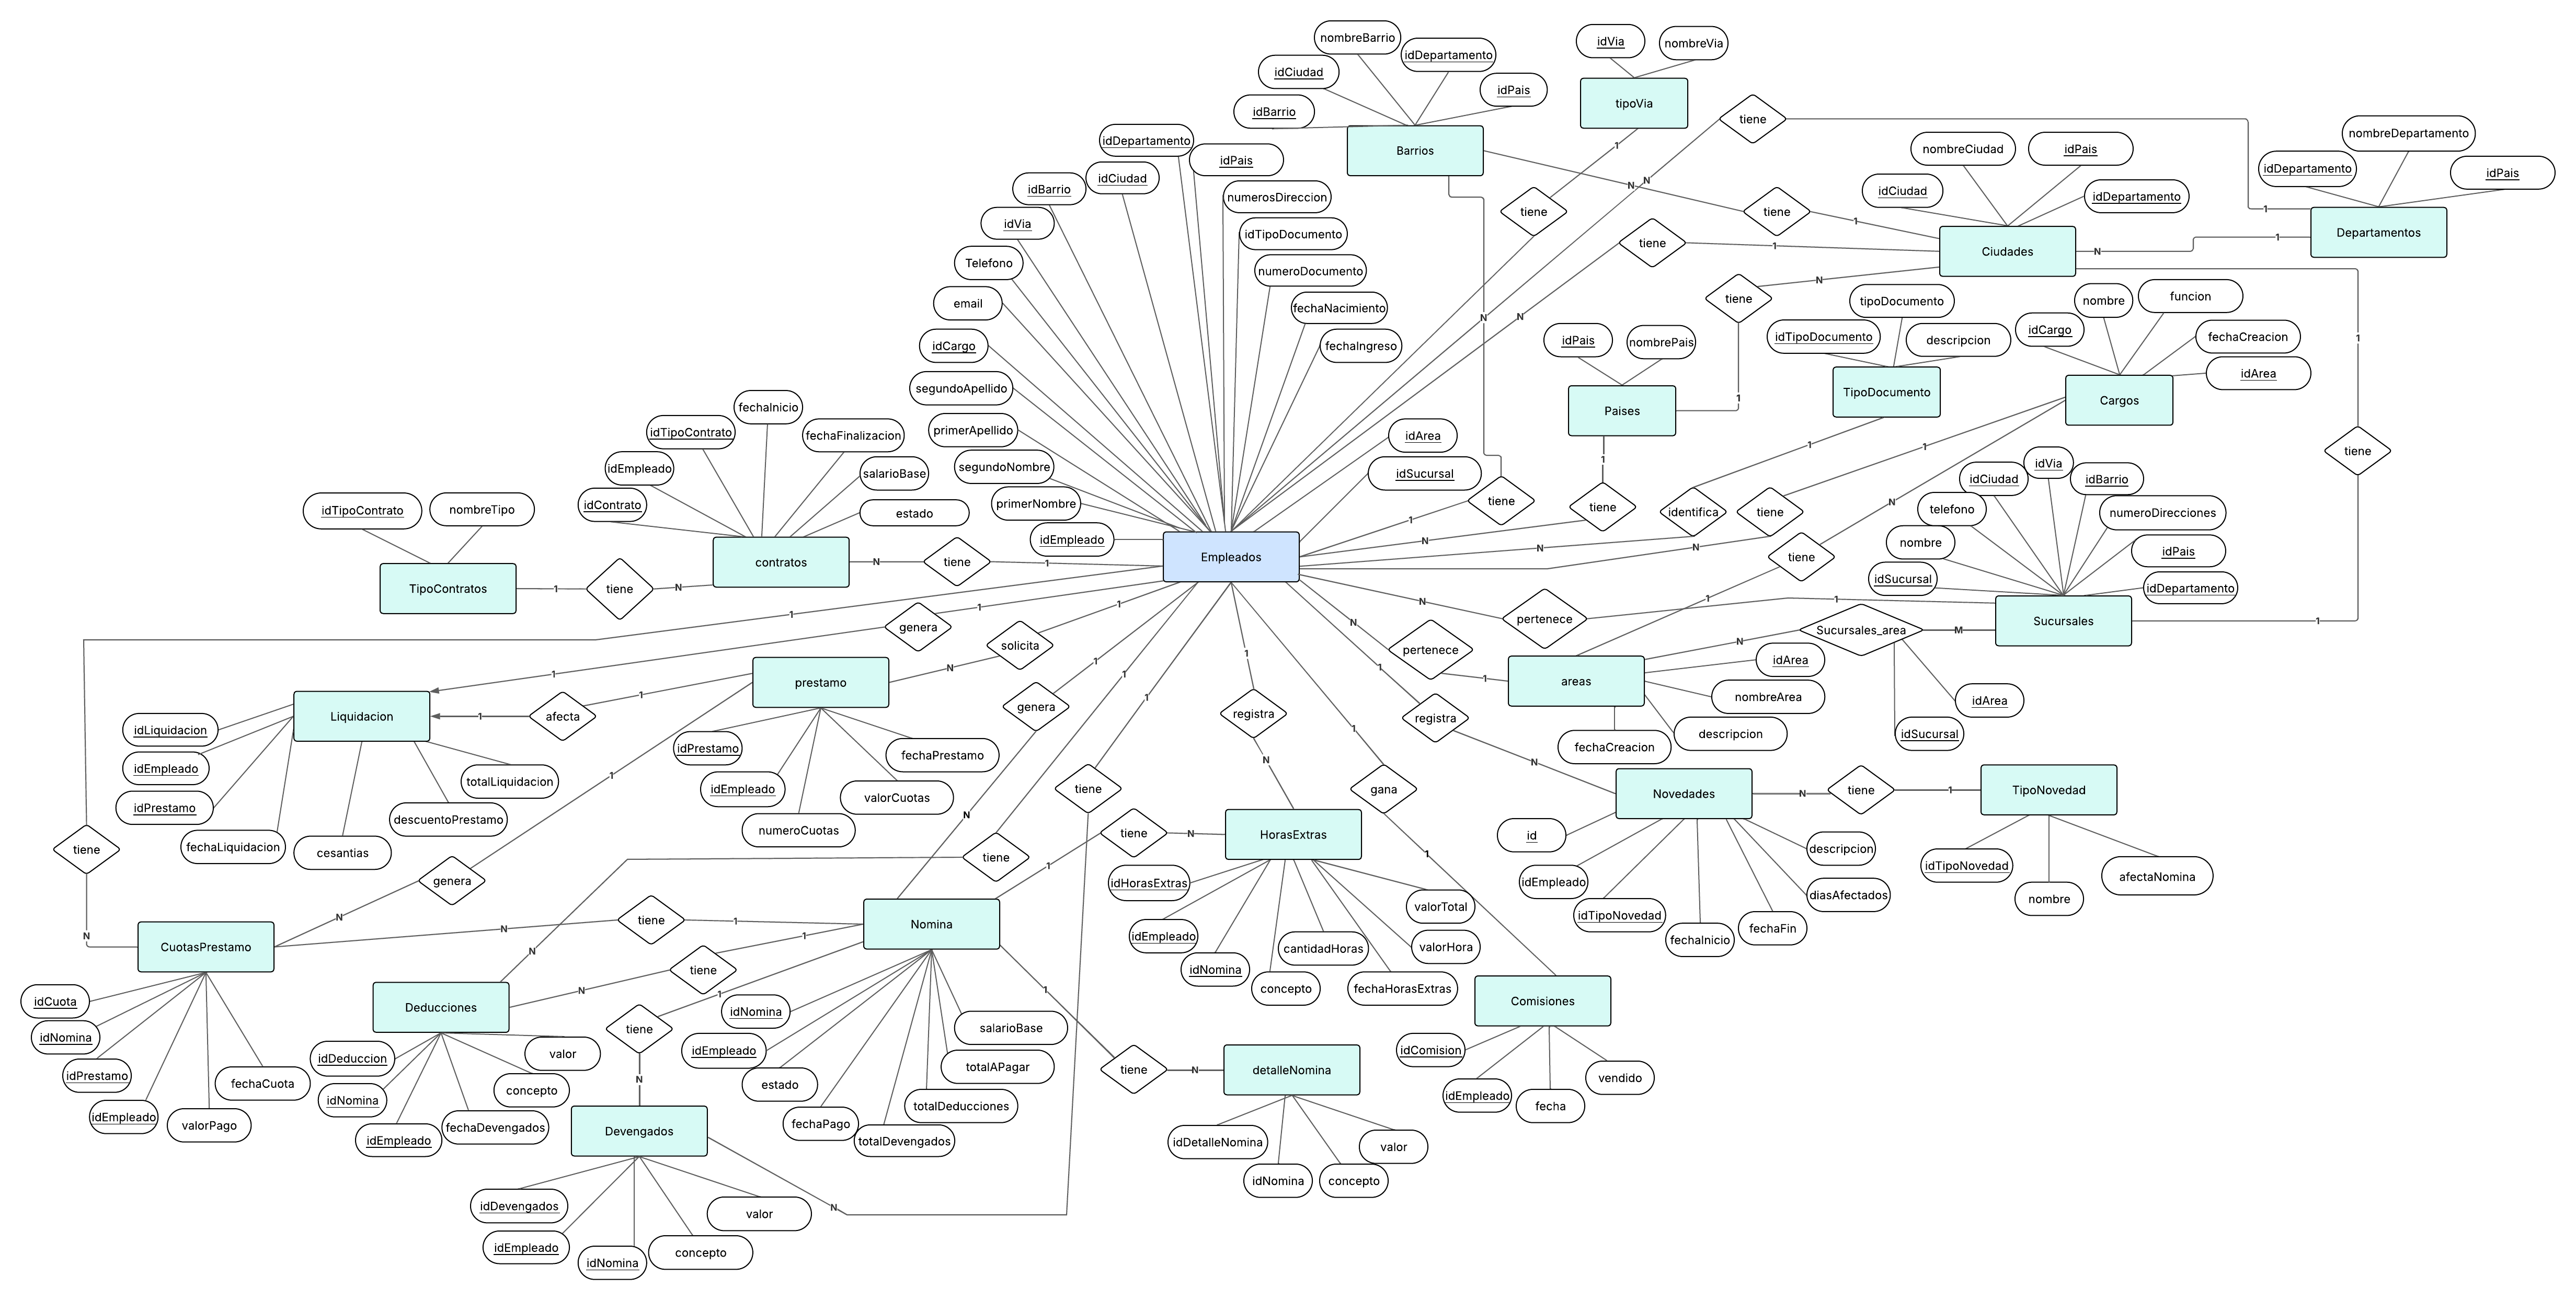 nombreBarrio
idDepartamento
idCiudad
idPais
idBarrio
Barrios
idVia
nombreVia
tipoVia
tiene
1
N
tiene
1
nombreDepartamento
idDepartamento
idPais
Departamentos
1
N
nombreCiudad
idPais
idCiudad
idDepartamento
Ciudades
N
tiene
1
tiene
1
N
N
tiene
1
1
tiene
1
idDepartamento
idPais
idCiudad
idBarrio
idVia
Telefono
email
idCargo
segundoApellido
primerApellido
segundoNombre
primerNombre
idEmpleado
numerosDireccion
idTipoDocumento
numeroDocumento
fechaNacimiento
fechaIngreso
idArea
idSucursal
Empleados
N
tiene
1
idPais
nombrePais
Paises
1
tiene
N
tipoDocumento
idTipoDocumento
descripcion
TipoDocumento
1
identifica
N
nombre
funcion
idCargo
fechaCreacion
idArea
Cargos
1
tiene
N
N
tiene
1
idVia
idCiudad
idBarrio
telefono
numeroDirecciones
nombre
idPais
idSucursal
idDepartamento
Sucursales
N
pertenece
1
N
Sucursales_area
M
idArea
idSucursal
N
pertenece
1
areas
idArea
nombreArea
descripcion
fechaCreacion
1
registra
N
Novedades
id
idEmpleado
idTipoNovedad
fechaInicio
fechaFin
diasAfectados
descripcion
N
tiene
1
TipoNovedad
idTipoNovedad
nombre
afectaNomina
fechaInicio
idTipoContrato
fechaFinalizacion
idEmpleado
salarioBase
idContrato
estado
contratos
N
tiene
1
idTipoContrato
nombreTipo
TipoContratos
1
tiene
N
1
tiene
N
1
genera
1
1
solicita
N
prestamo
idPrestamo
idEmpleado
numeroCuotas
valorCuotas
fechaPrestamo
1
afecta
1
Liquidacion
idLiquidacion
idEmpleado
idPrestamo
fechaLiquidacion
cesantias
descuentoPrestamo
totalLiquidacion
1
genera
N
CuotasPrestamo
idCuota
idNomina
idPrestamo
idEmpleado
valorPago
fechaCuota
N
tiene
1
1
genera
N
1
tiene
N
1
tiene
N
Nomina
idNomina
idEmpleado
estado
fechaPago
totalDevengados
totalDeducciones
totalAPagar
salarioBase
1
tiene
N
Deducciones
idDeduccion
idNomina
idEmpleado
fechaDevengados
concepto
valor
1
tiene
N
Devengados
idDevengados
idEmpleado
idNomina
concepto
valor
1
registra
N
1
tiene
N
HorasExtras
idHorasExtras
idEmpleado
idNomina
concepto
cantidadHoras
fechaHorasExtras
valorHora
valorTotal
1
gana
1
Comisiones
idComision
idEmpleado
fecha
vendido
1
tiene
N
detalleNomina
idDetalleNomina
idNomina
concepto
valor